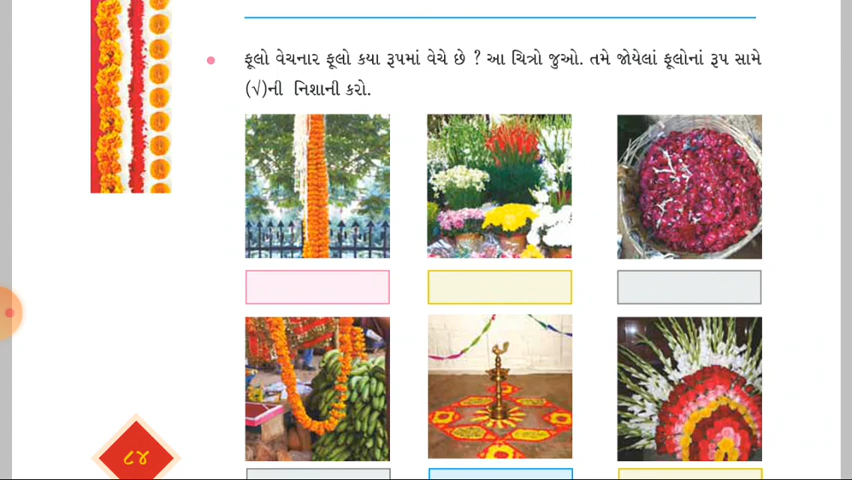 ફૂલો વેચનાર ફૂલો કયા રૂપમાં વેચે છે ? આ ચિત્રો જુઓ. તમે જોયેલાં ફૂલોનાં રૂપ સામે
(√)ની નિશાની કરો.
૮૪